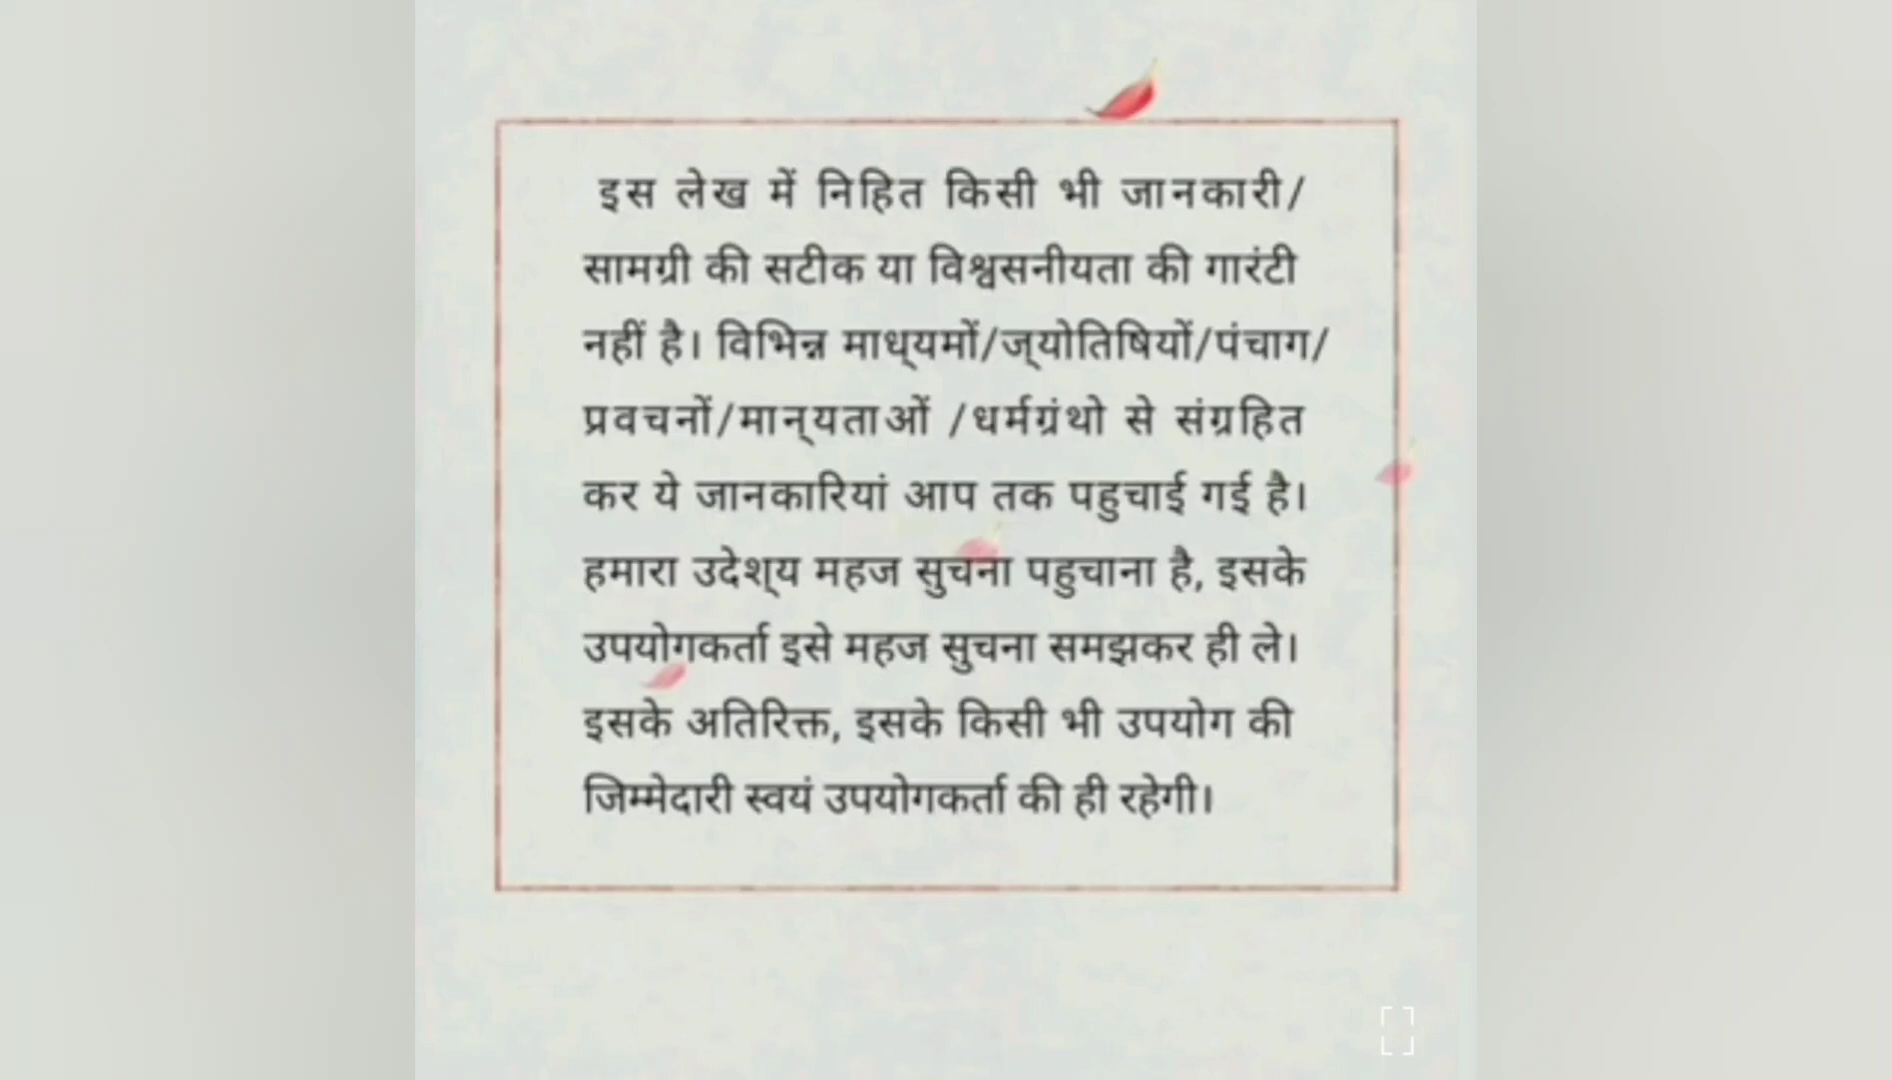 इस लेख में निहित किसी भी जानकारी/
सामग्री की सटीक या विश्वसनीयता की गारंटी
नहीं है। विभिन्न माध्यमों/ज्योतिषियों/पंचाग/
प्रवचनों/मान्यताओं /धर्मग्रंथो से संग्रहित
कर ये जानकारियां आप तक पहुचाई गई है।
हमारा उदेश्य महज सुचना पहुचाना है, इसके
उपयोगकर्ता इसे महज सुचना समझकर ही ले।
इसके अतिरिक्त, इसके किसी भी उपयोग की
जिम्मेदारी स्वयं उपयोगकर्ता की ही रहेगी।